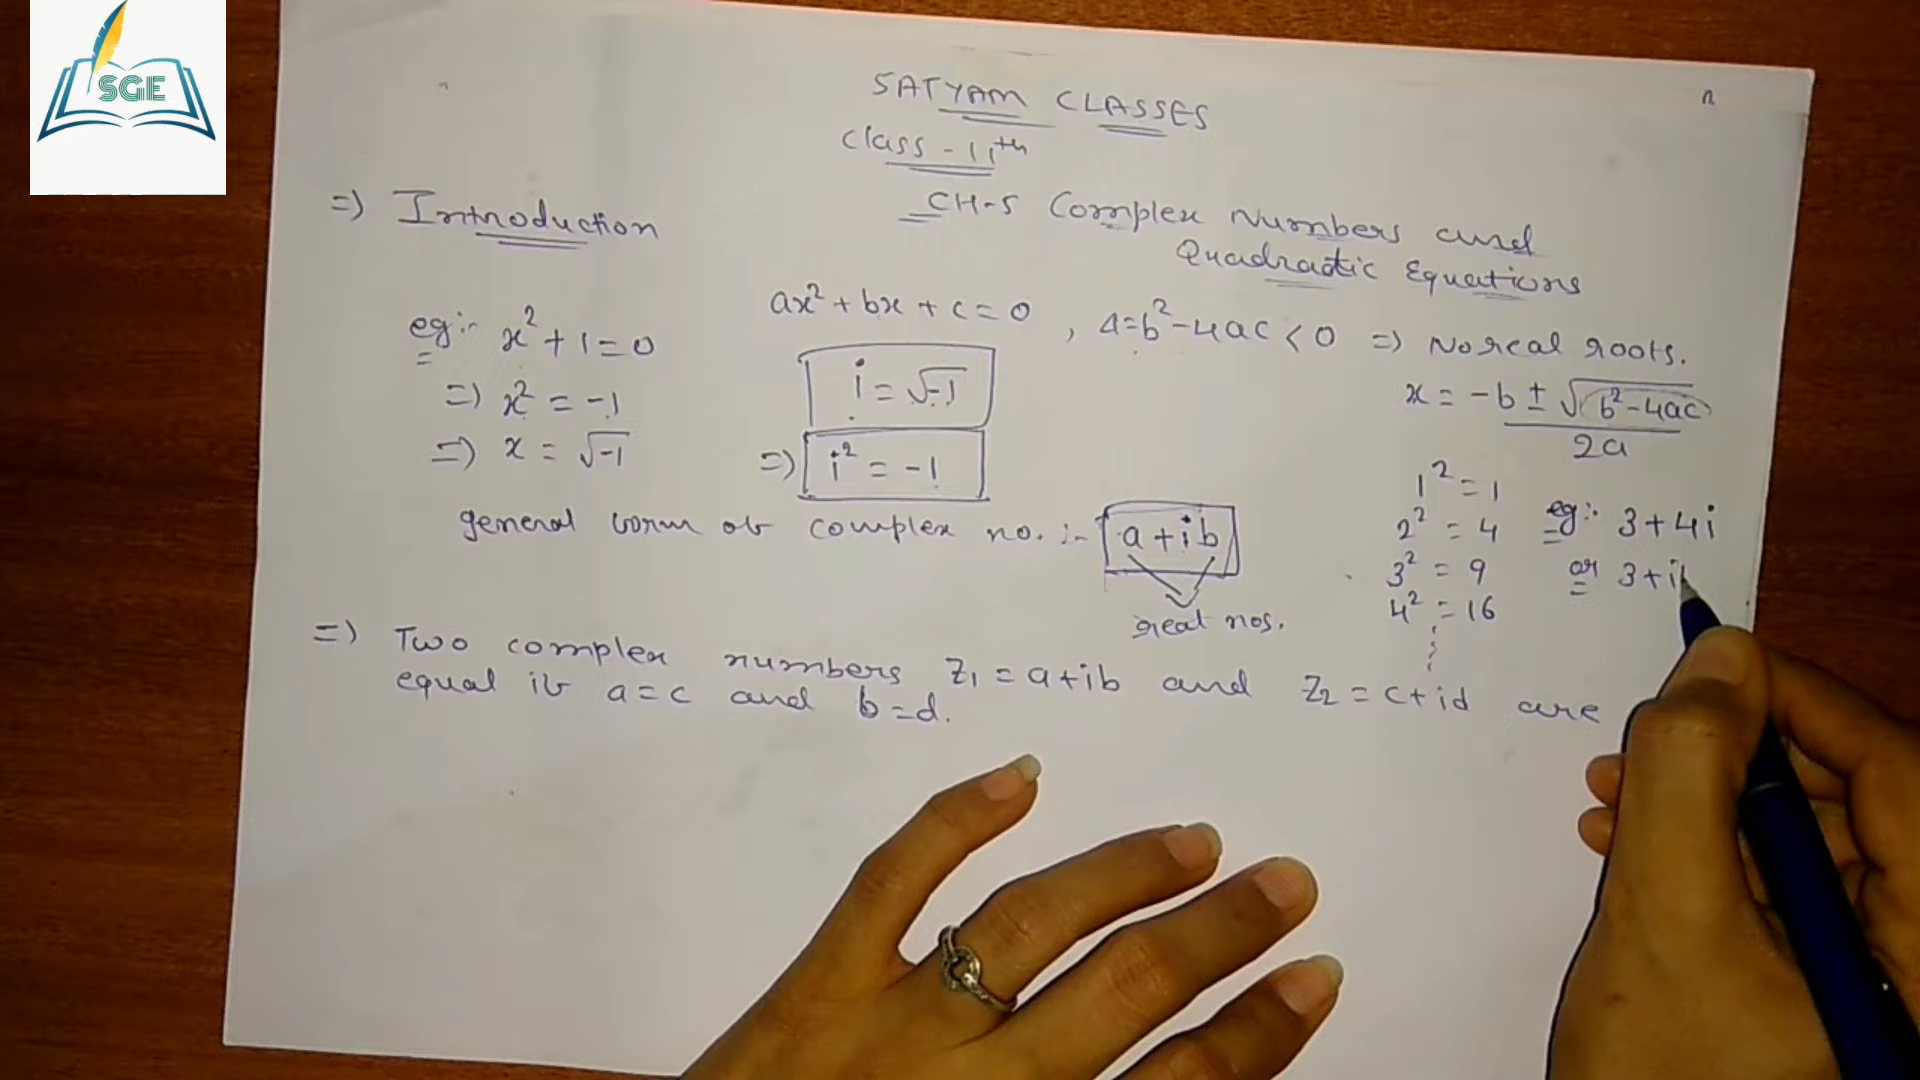 SGE
SATYAM CLASSES
Class - 11th
CH-5 Complex Numbers and
Quadratic Equations
=> Introduction
eg:- x² + 1 = 0
=> x² = -1
=> x = √-1
ax² + bx + c = 0 , Δ = b² - 4ac < 0 => No real roots.
i = √-1
=> i² = -1
x = -b ± √b² - 4ac
2a
1² = 1
2² = 4
3² = 9
4² = 16
eg:- 3 + 4i
or 3 + i
general form of complex no. :- a + ib
real nos.
=> Two complex numbers Z₁ = a + ib and Z₂ = c + id are
equal if a = c and b = d.